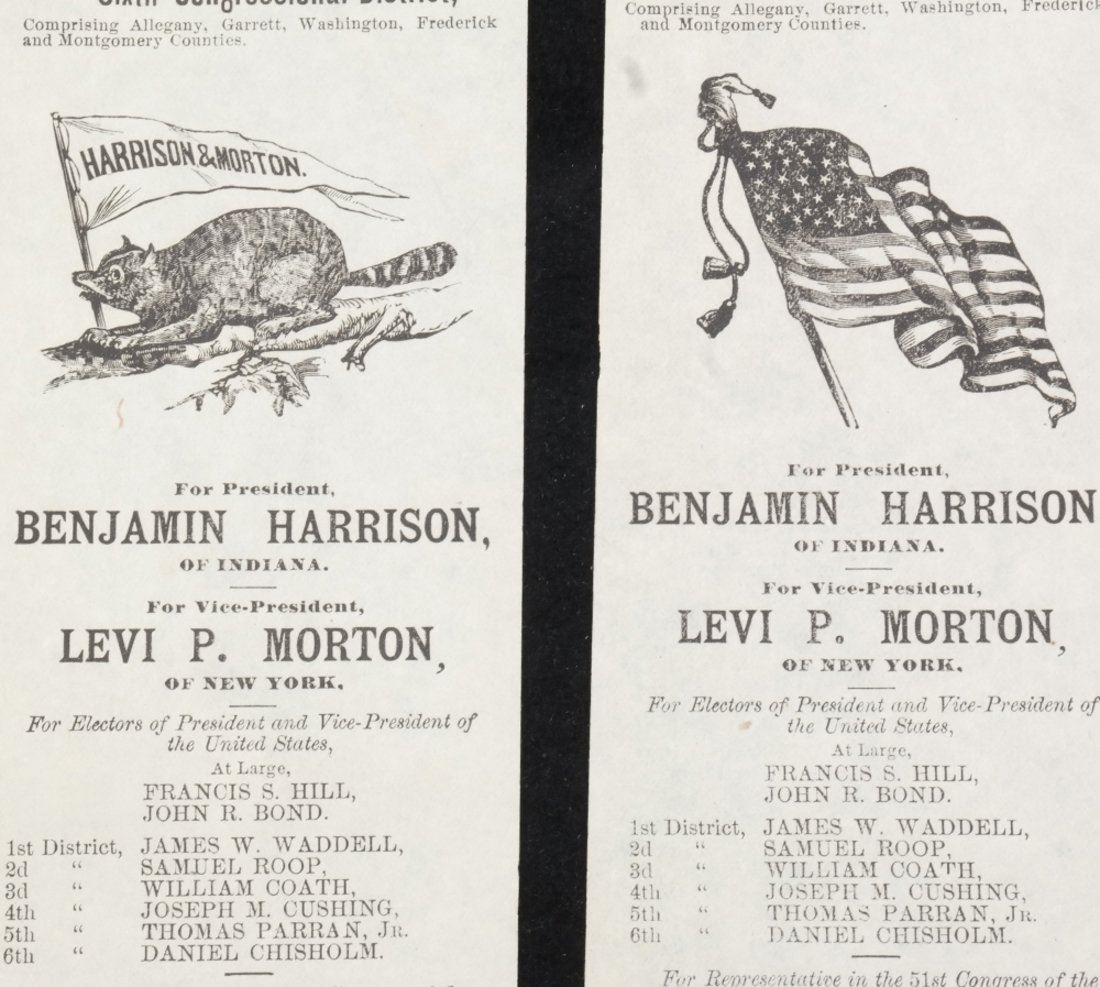 Sixth Congressional District,
Comprising Allegany, Garrett, Washington, Frederick
and Montgomery Counties.
HARRISON & MORTON.
For President,
BENJAMIN HARRISON,
OF INDIANA.
For Vice-President,
LEVI P. MORTON,
OF NEW YORK.
For Electors of President and Vice-President of
the United States,
At Large,
FRANCIS S. HILL,
JOHN R. BOND.
1st District, JAMES W. WADDELL,
2d “ SAMUEL ROOP,
3d “ WILLIAM COATH,
4th “ JOSEPH M. CUSHING,
5th “ THOMAS PARRAN, JR.
6th “ DANIEL CHISHOLM.
Comprising Allegany, Garrett, Washington, Frederick
and Montgomery Counties.
For President,
BENJAMIN HARRISON
OF INDIANA.
For Vice-President,
LEVI P. MORTON,
OF NEW YORK.
For Electors of President and Vice-President of
the United States,
At Large,
FRANCIS S. HILL,
JOHN R. BOND.
1st District, JAMES W. WADDELL,
2d “ SAMUEL ROOP,
3d “ WILLIAM COATH,
4th “ JOSEPH M. CUSHING,
5th “ THOMAS PARRAN, JR.
6th “ DANIEL CHISHOLM.
For Representative in the 51st Congress of the